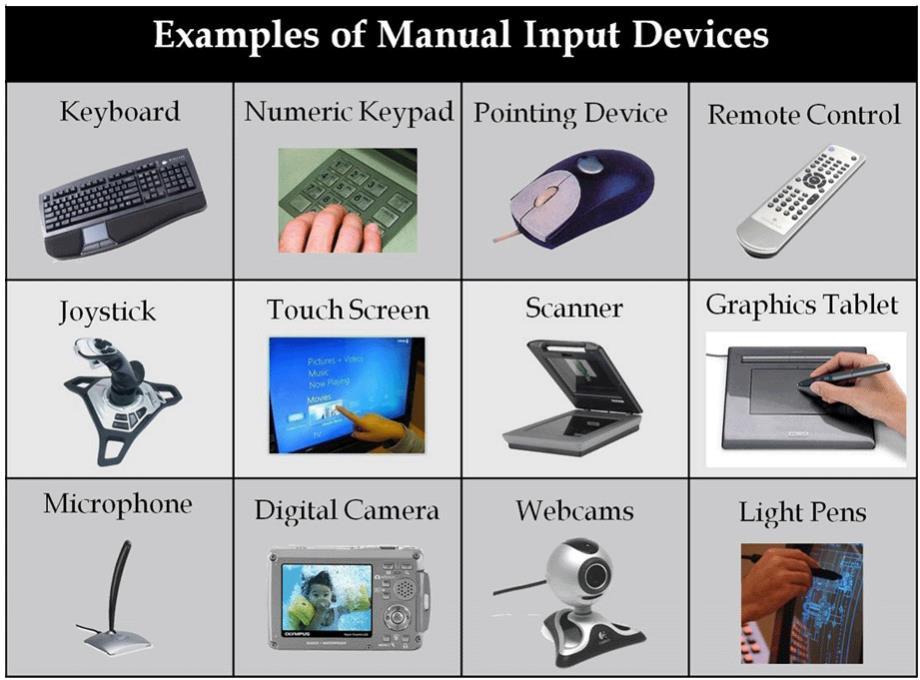 Examples of Manual Input Devices
Keyboard
Numeric Keypad
Pointing Device
Remote Control
Joystick
Touch Screen
Pictures + Videos
Music
Now Playing
Movies
TV
Scanner
Graphics Tablet
Microphone
Digital Camera
OLYMPUS
Webcams
Light Pens